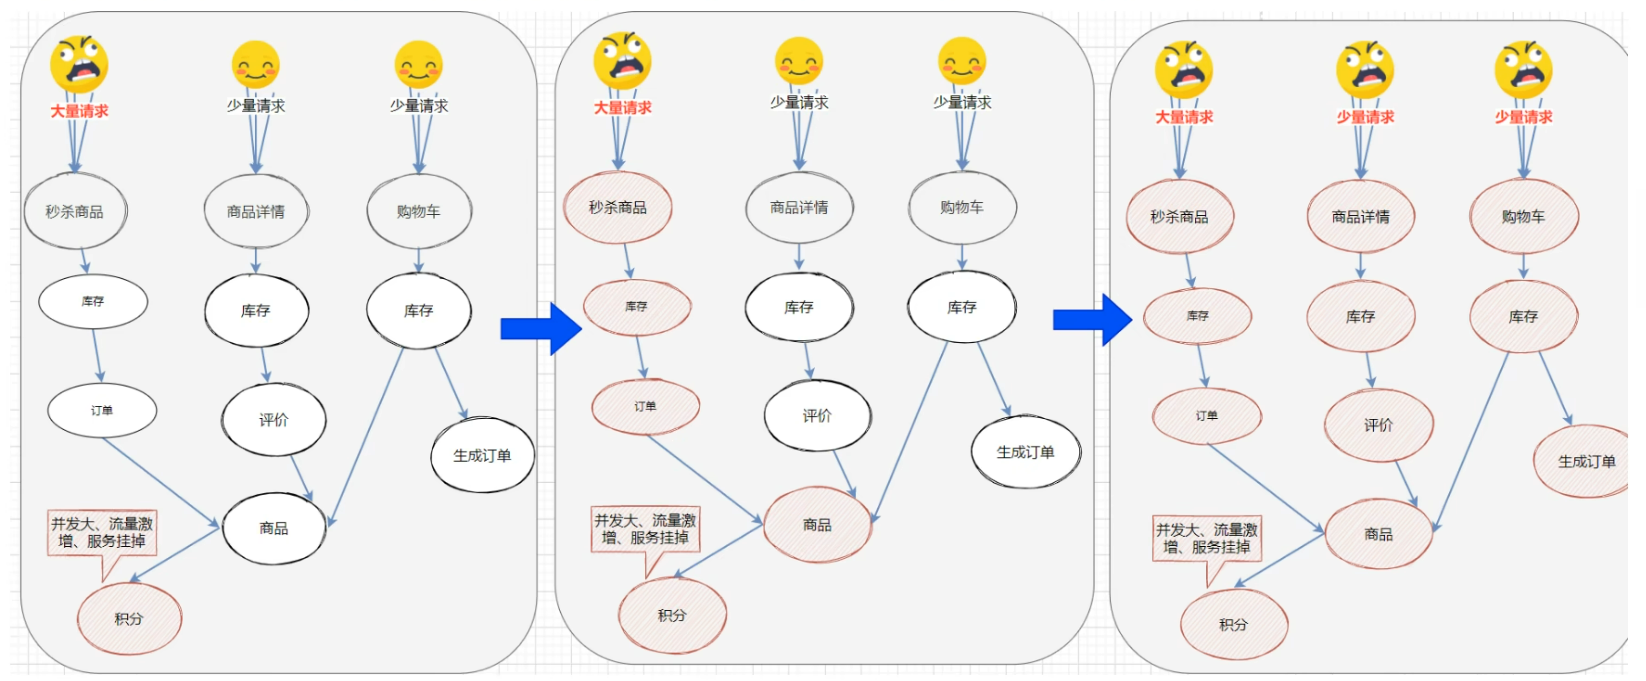 大量请求
少量请求
少量请求
秒杀商品
商品详情
购物车
库存
库存
库存
订单
评价
生成订单
商品
并发大、流量激
增、服务挂掉
积分
大量请求
少量请求
少量请求
秒杀商品
商品详情
购物车
库存
库存
库存
订单
评价
生成订单
商品
并发大、流量激
增、服务挂掉
积分
大量请求
少量请求
少量请求
秒杀商品
商品详情
购物车
库存
库存
库存
订单
评价
生成订单
商品
并发大、流量激
增、服务挂掉
积分